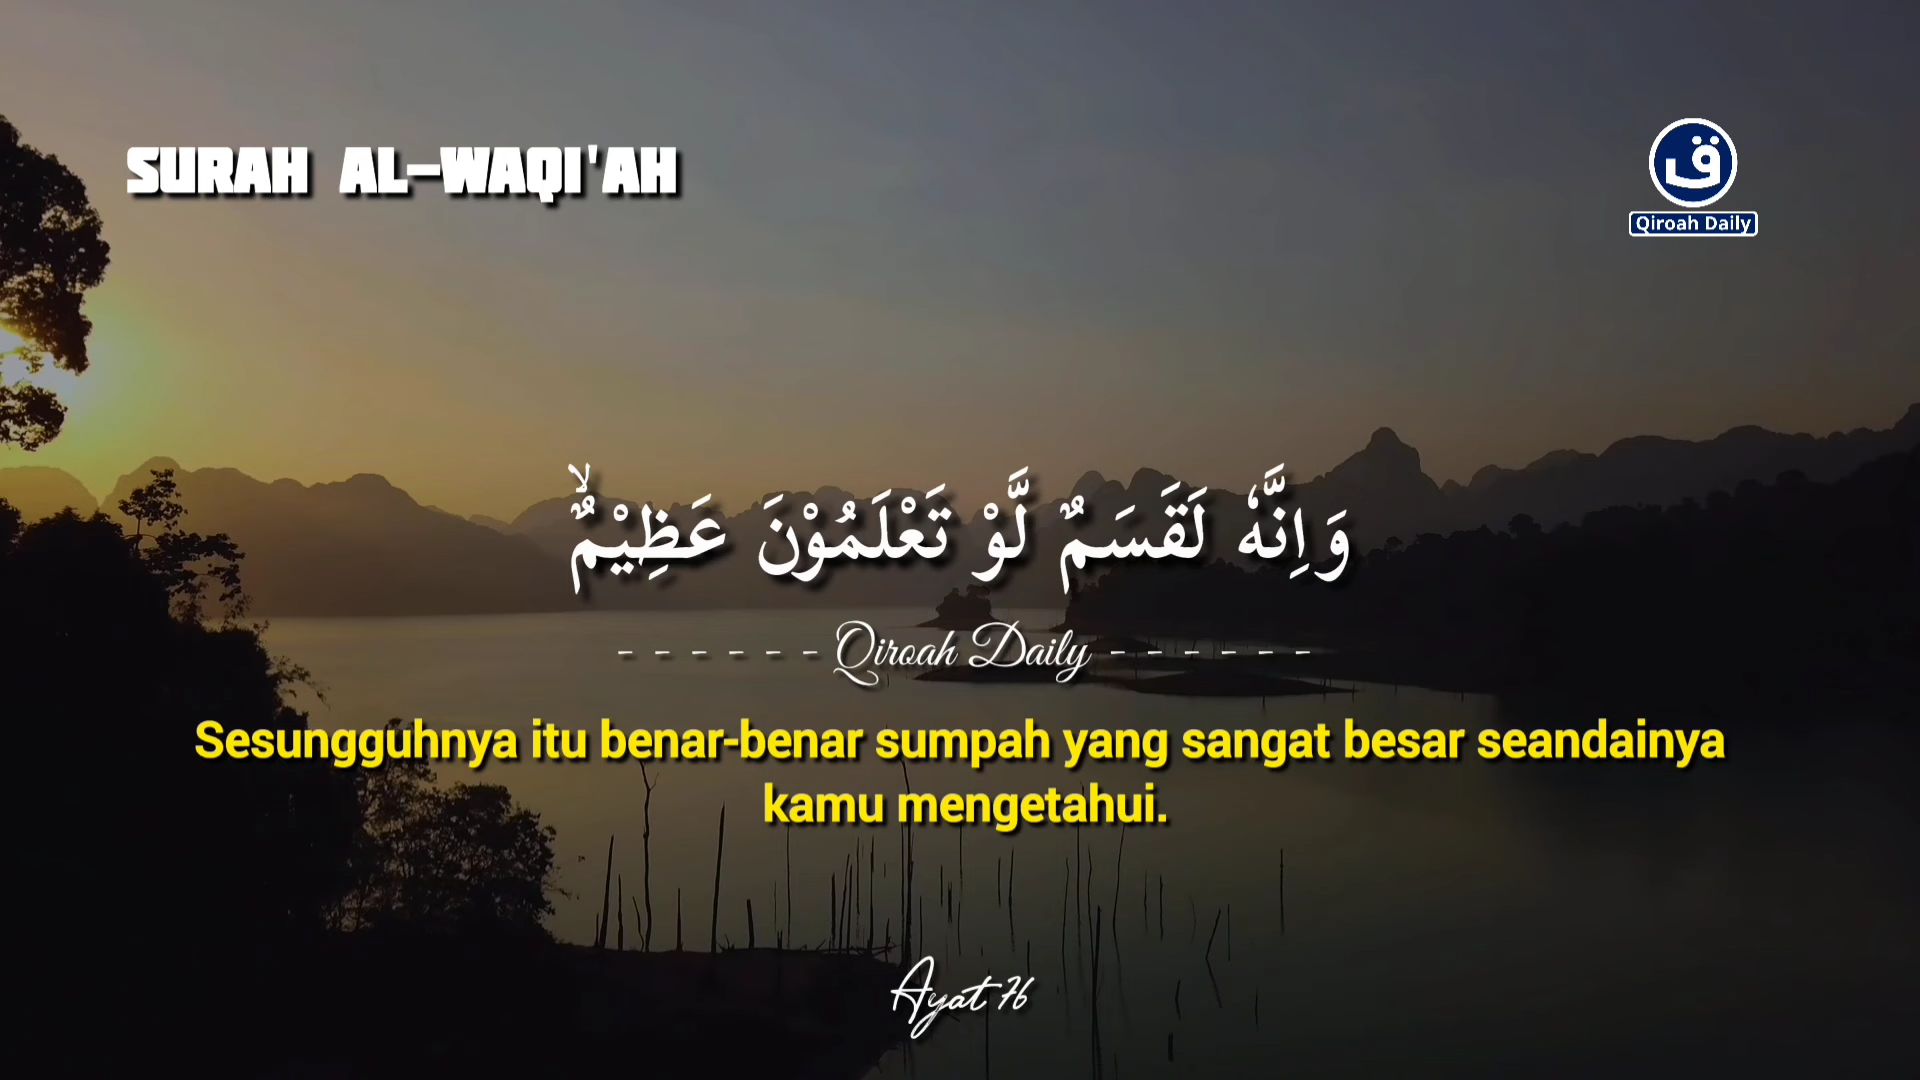 SURAH AL-WAQI'AH
ق
Qiroah Daily
وَاِنَّهٗ لَقَسَمٌ لَّوْ تَعْلَمُوْنَ عَظِيْمٌۙ
- - - - - - Qiroah Daily - - - - - -
Sesungguhnya itu benar-benar sumpah yang sangat besar seandainya
kamu mengetahui.
Ayat 76